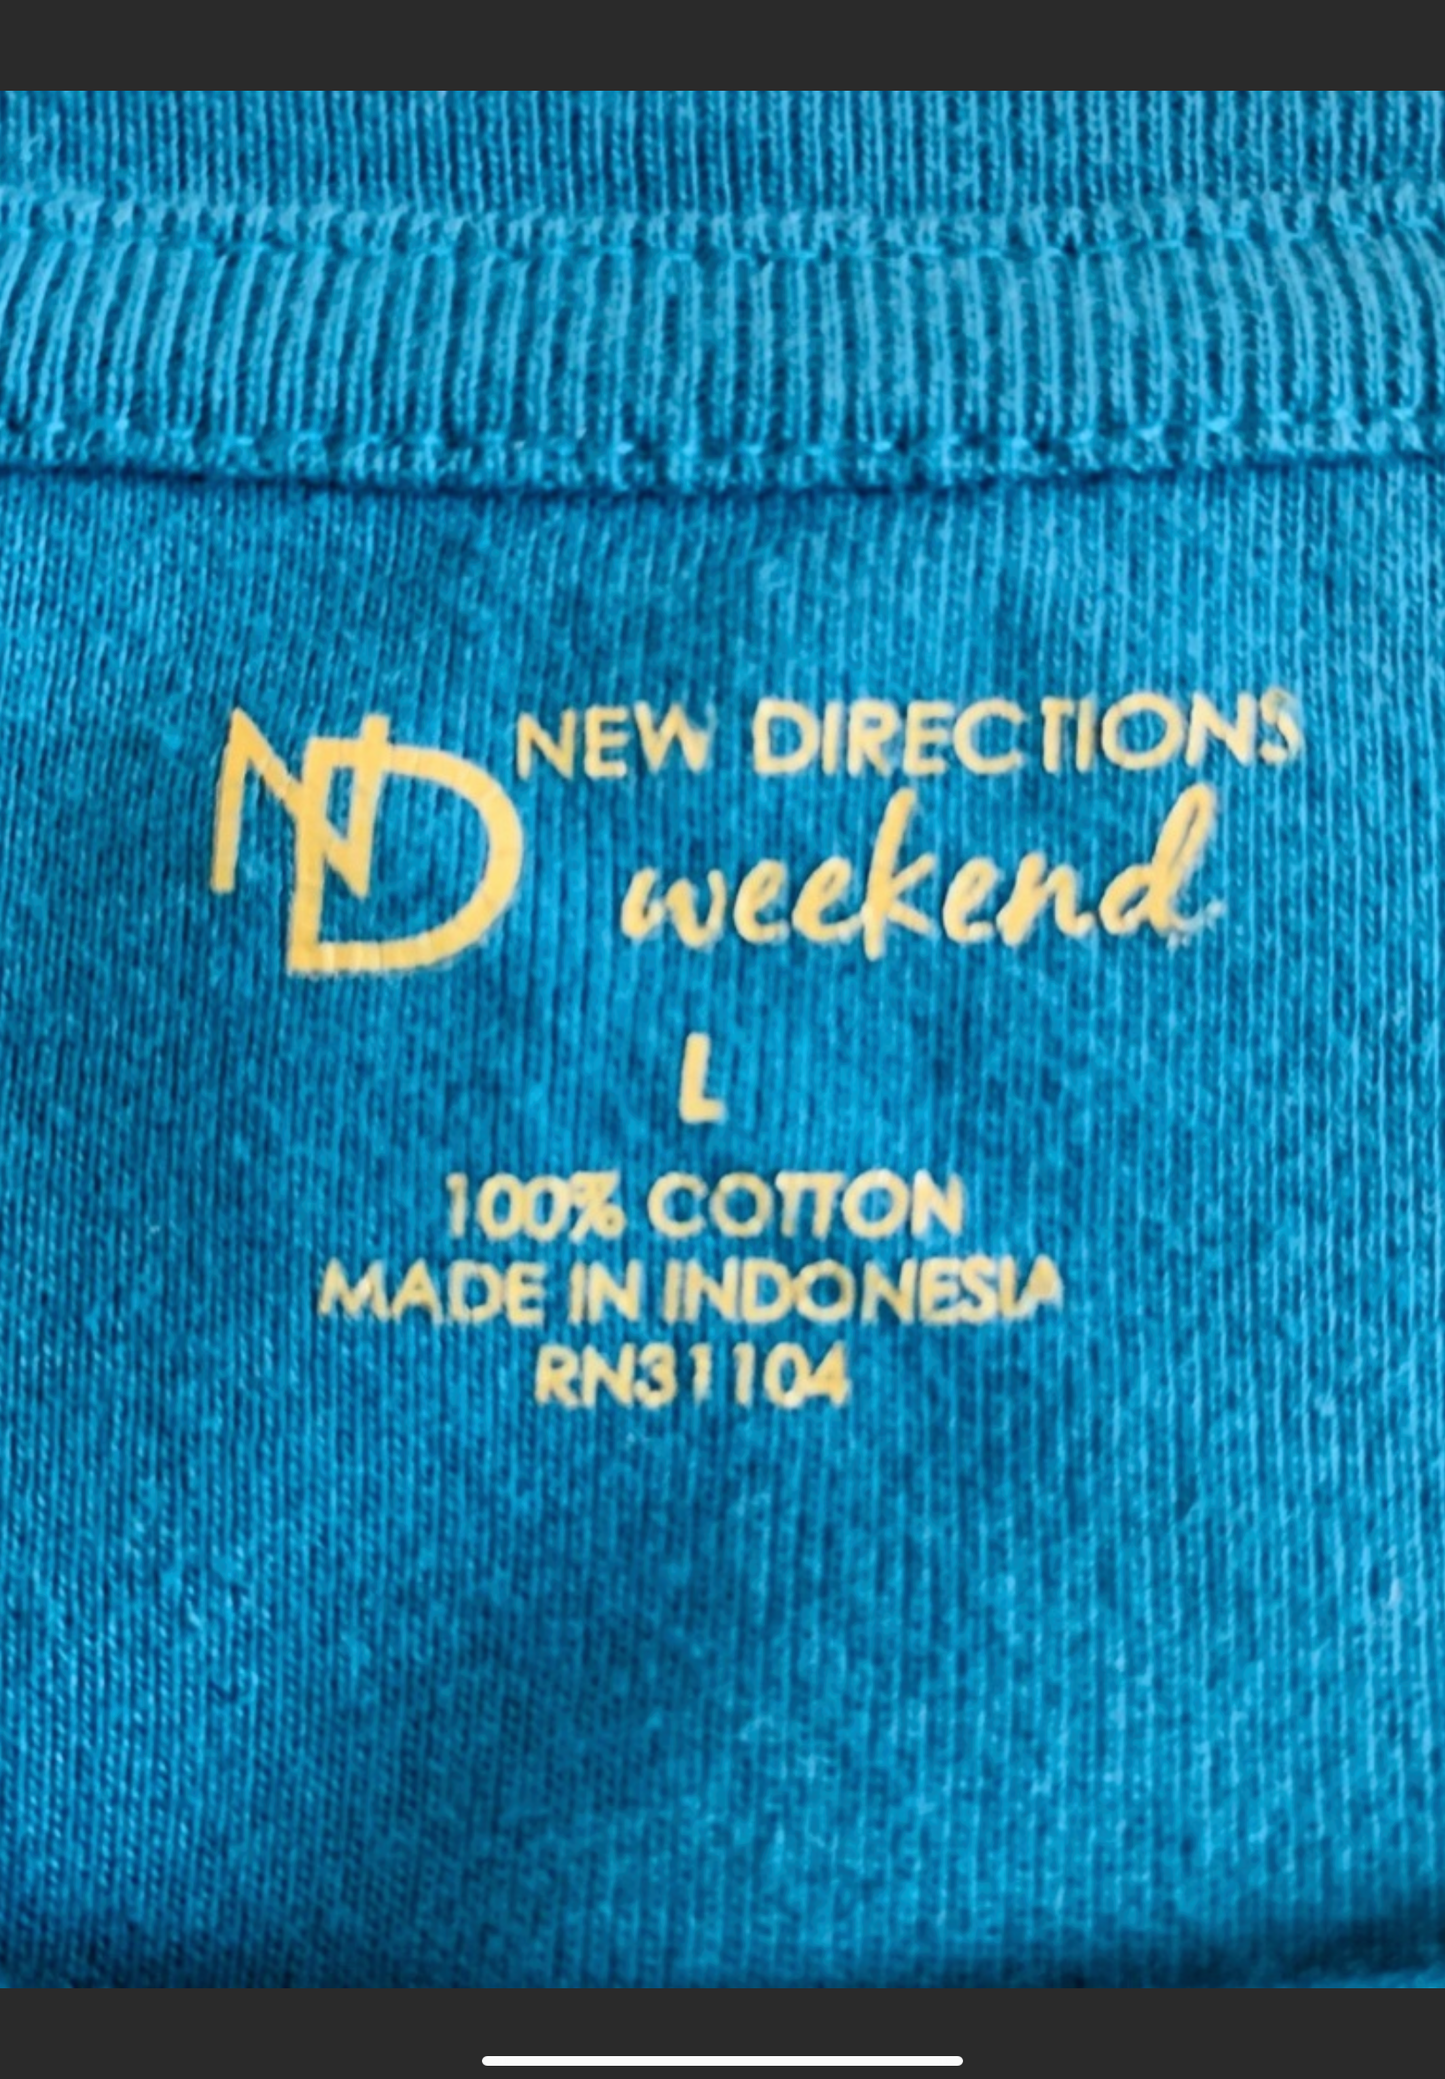 ND NEW DIRECTIONS
weekend
L
100% COTTON
MADE IN INDONESIA
RN31104